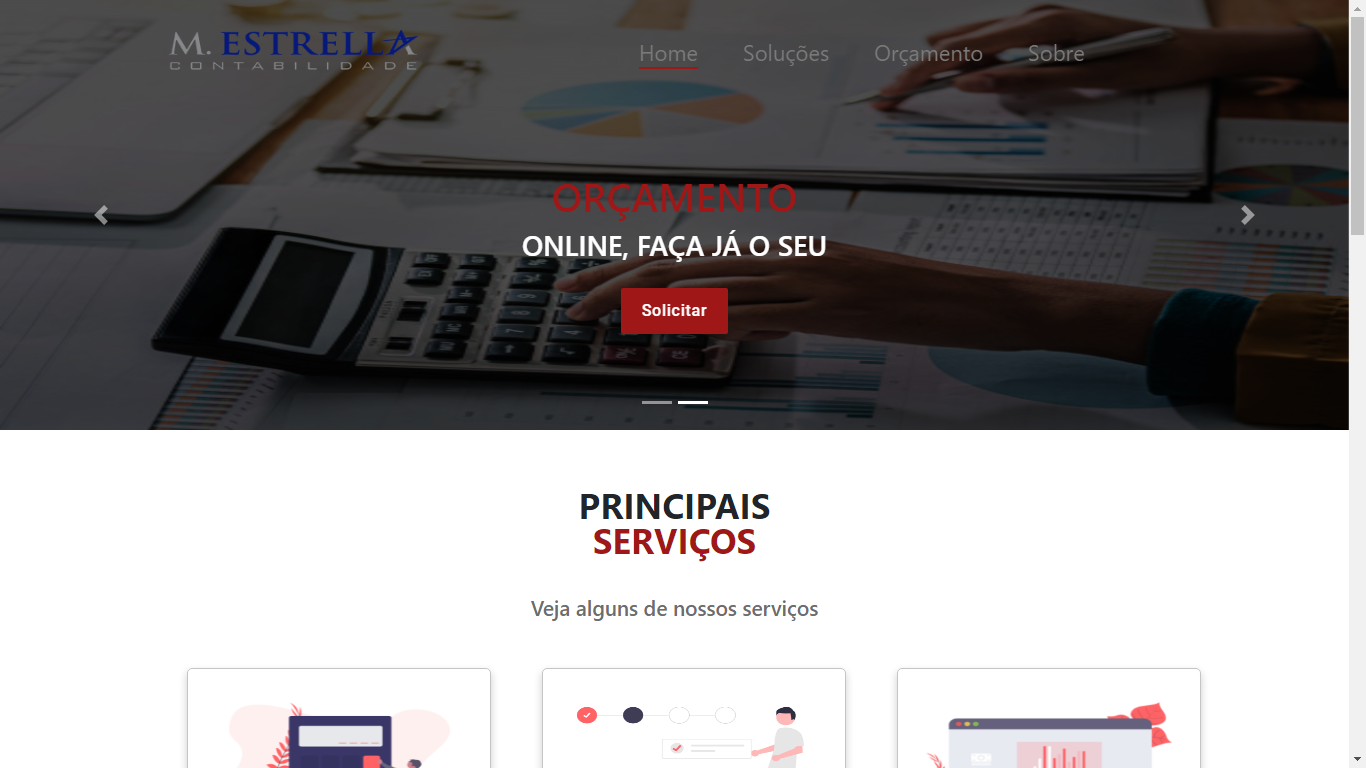 M. ESTRELLA
CONTABILIDADE
Home Soluções Orçamento Sobre
ORÇAMENTO
ONLINE, FAÇA JÁ O SEU
Solicitar
PRINCIPAIS
SERVIÇOS
Veja alguns de nossos serviços